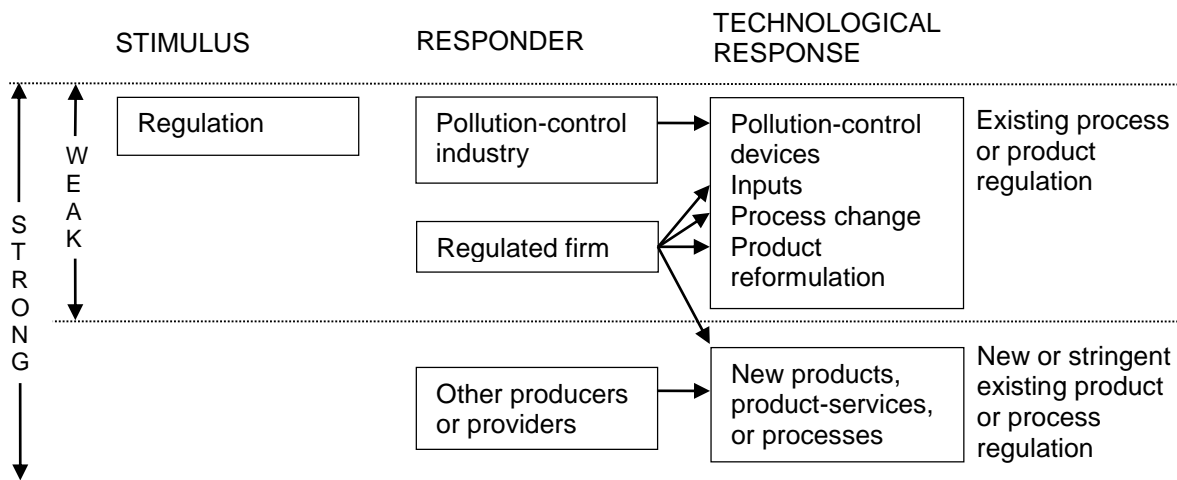 STIMULUS
RESPONDER
TECHNOLOGICAL
RESPONSE
STRONG
WEAK
Regulation
Pollution-control
industry
Regulated firm
Pollution-control
devices
Inputs
Process change
Product
reformulation
Existing process
or product
regulation
Other producers
or providers
New products,
product-services,
or processes
New or stringent
existing product
or process
regulation